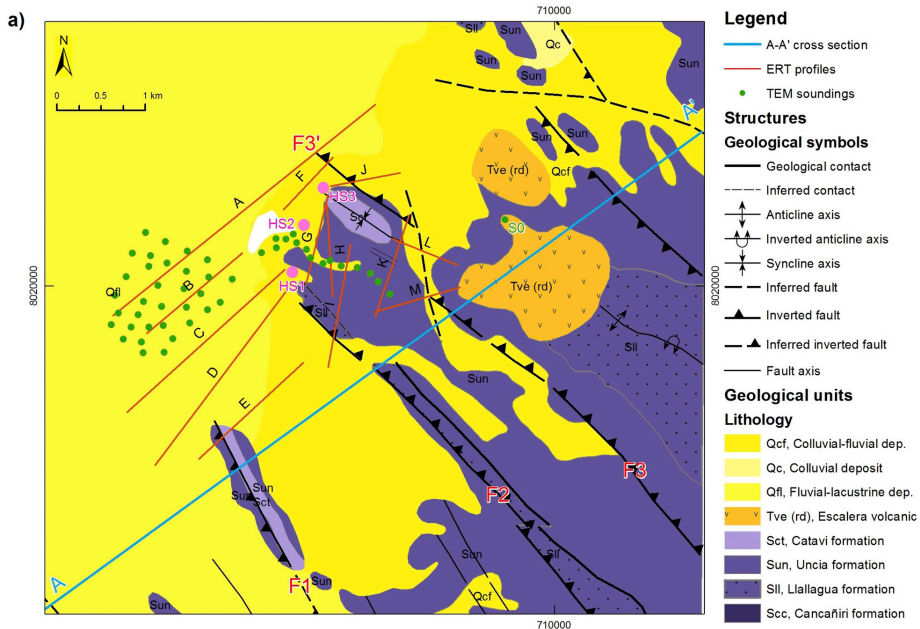 a)
710000
N
0 0.5 1 km
Sll
Sun
Qc
Sun
Sun
Sun
A'
F3'
Sun
Sun
J
F
Tve (rd)
Qcf
A
HS3
Sct
HS2
S0
G
H
L
K
8020000
8020000
Qfl
B
HS1
M
Tve (rd)
I
Sll
C
Sll
D
Sun
E
F3
Sun
Sun
Sct
F2
Sll
Sun
A
F1
Sun
Sun
Qcf
710000
Legend
A-A' cross section
ERT profiles
TEM soundings
Structures
Geological symbols
Geological contact
Inferred contact
Anticline axis
Inverted anticline axis
Syncline axis
Inferred fault
Inverted fault
Inferred inverted fault
Fault axis
Geological units
Lithology
Qcf, Colluvial-fluvial dep.
Qc, Colluvial deposit
Qfl, Fluvial-lacustrine dep.
Tve (rd), Escalera volcanic
Sct, Catavi formation
Sun, Uncia formation
Sll, Llallagua formation
Scc, Cancañiri formation